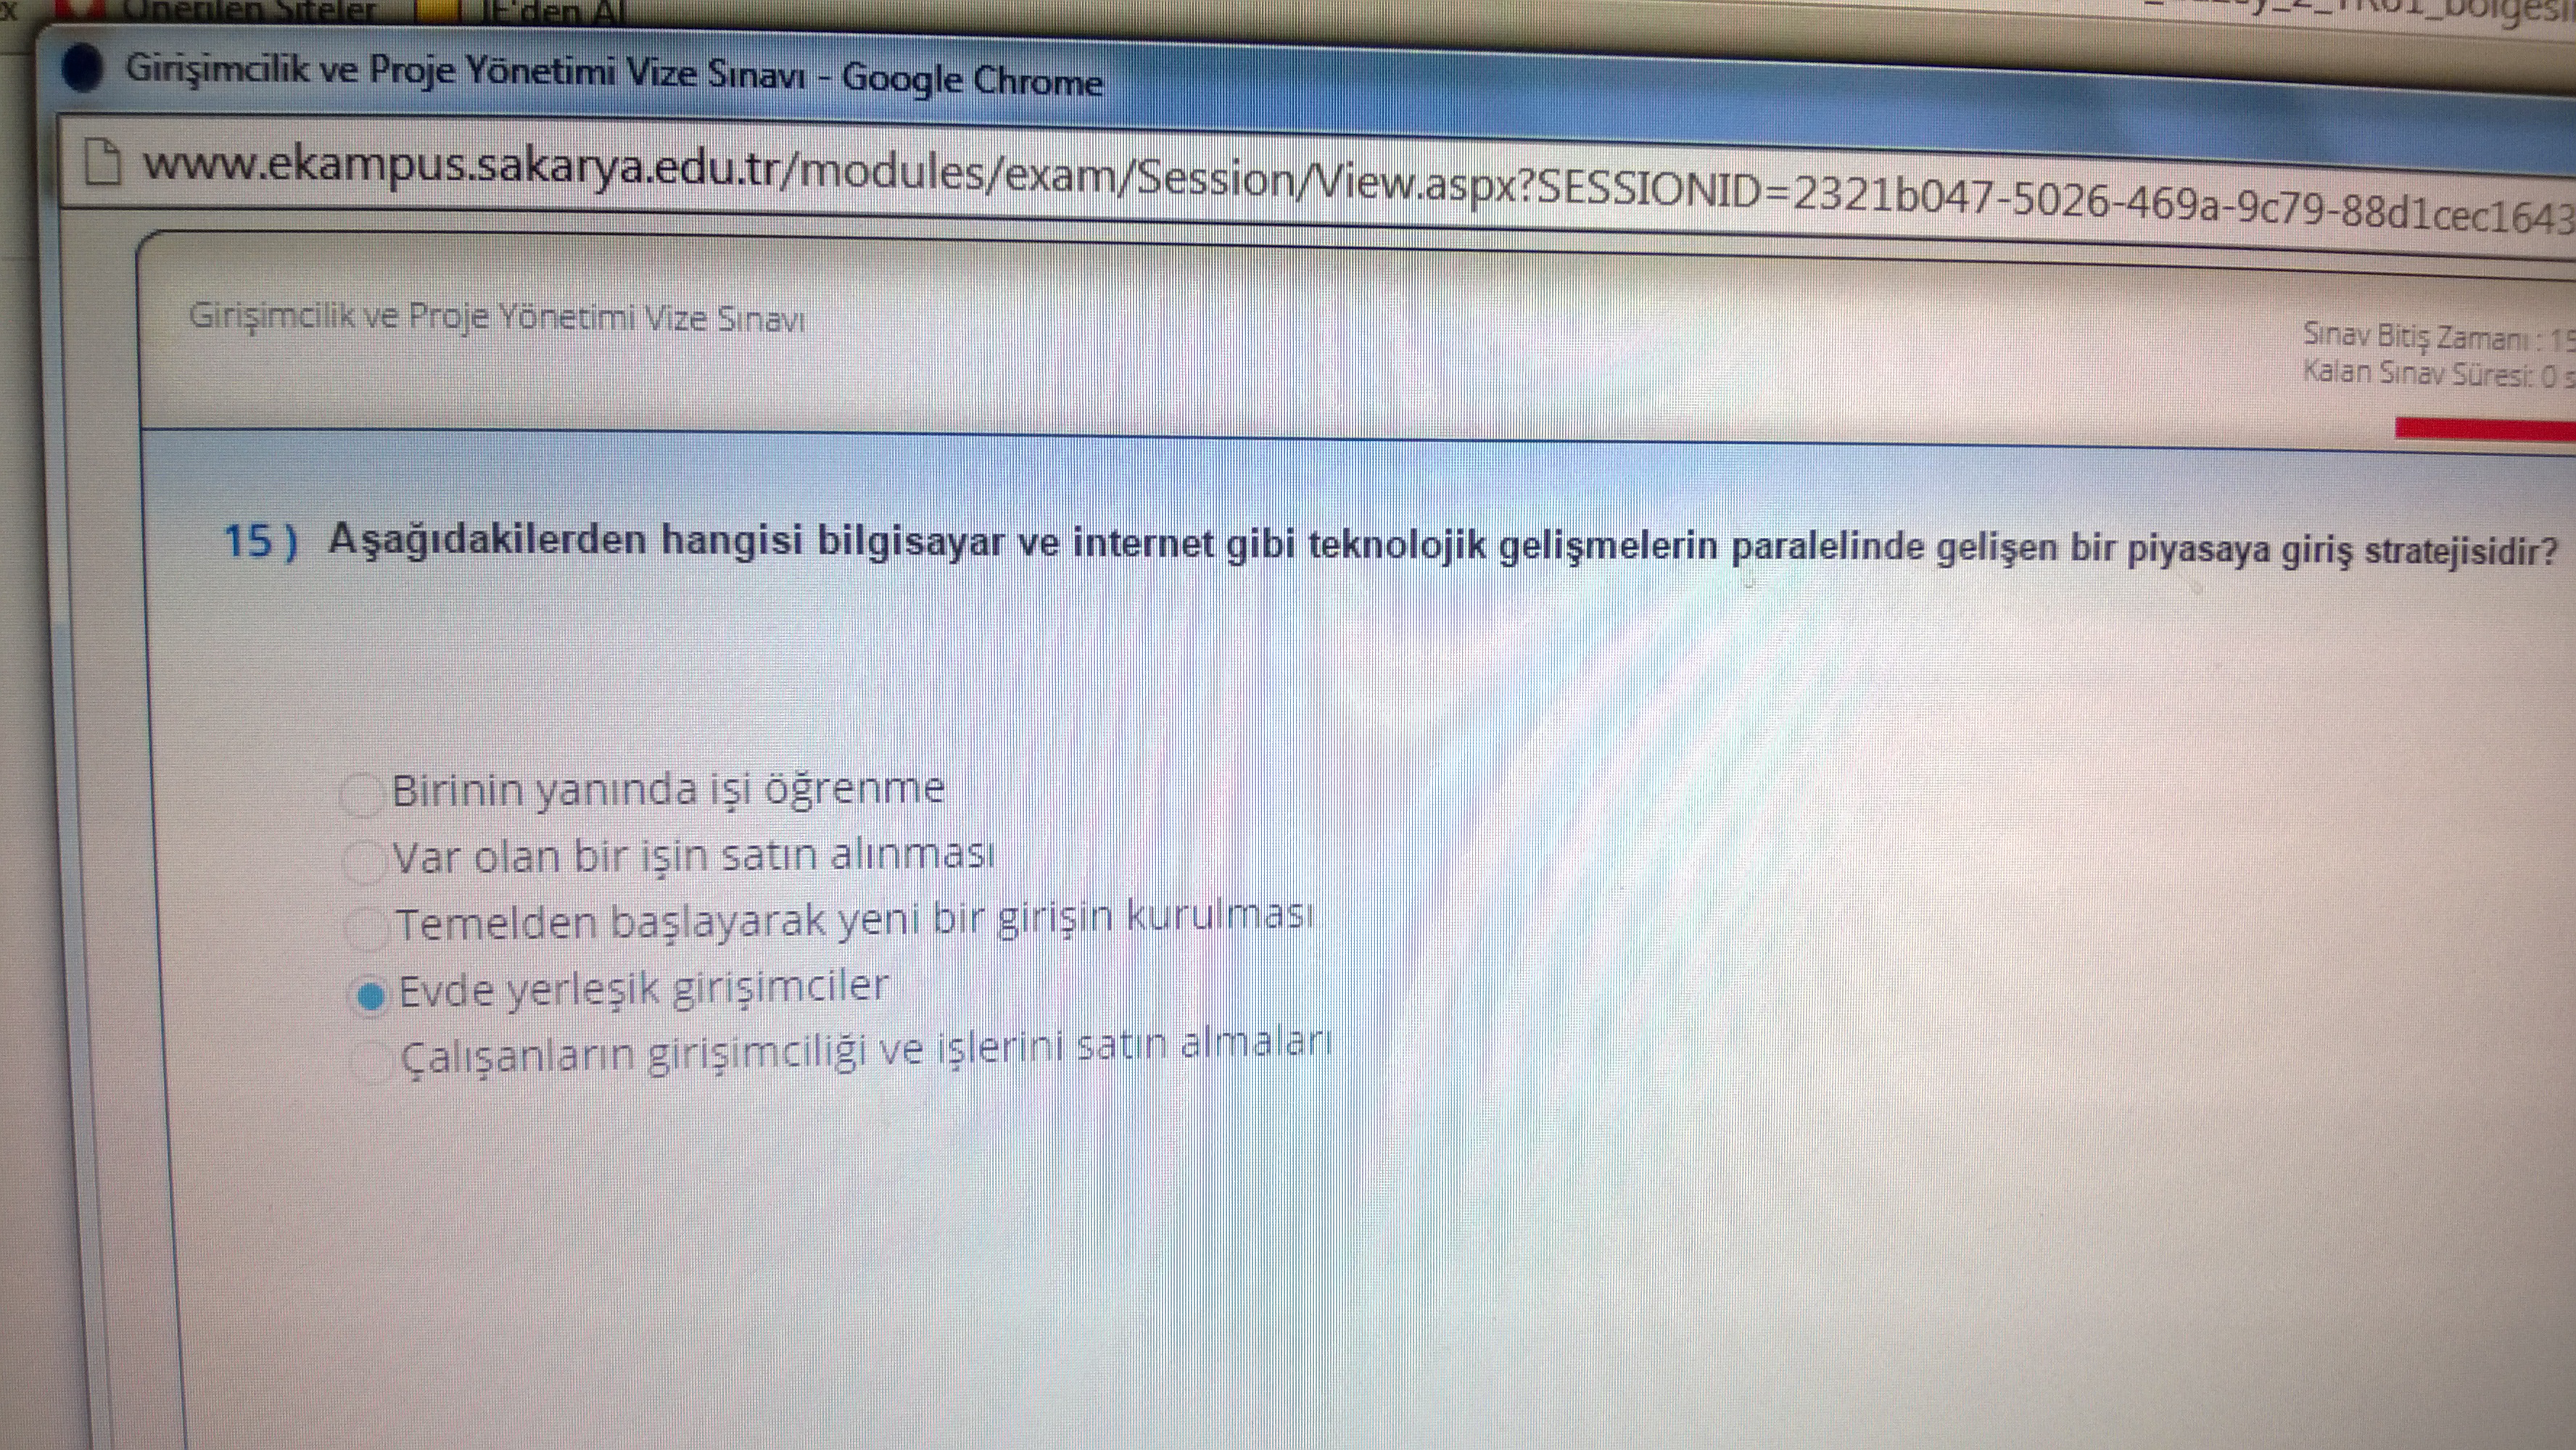 Önerilen Siteler
IE'den Al
Girişimcilik ve Proje Yönetimi Vize Sınavı - Google Chrome
www.ekampus.sakarya.edu.tr/modules/exam/Session/View.aspx?SESSIONID=2321b047-5026-469a-9c79-88d1cec1643
Girişimcilik ve Proje Yönetimi Vize Sınavı
Sınav Bitiş Zamanı : 15
Kalan Sınav Süresi: 0 s
15 ) Aşağıdakilerden hangisi bilgisayar ve internet gibi teknolojik gelişmelerin paralelinde gelişen bir piyasaya giriş stratejisidir?
Birinin yanında işi öğrenme
Var olan bir işin satın alınması
Temelden başlayarak yeni bir girişin kurulması
Evde yerleşik girişimciler
Çalışanların girişimciliği ve işlerini satın almaları